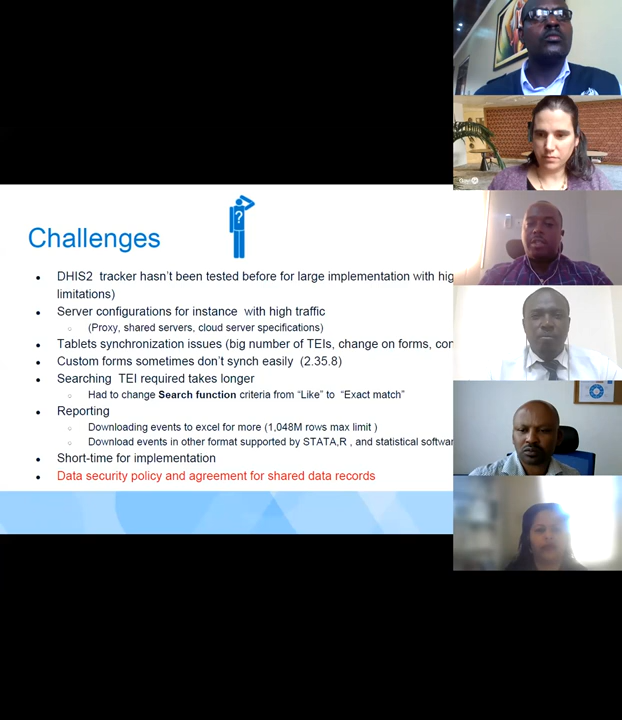 Challenges
?
DHIS2 tracker hasn't been tested before for large implementation with
limitations)
Server configurations for instance with high traffic
(Proxy, shared servers, cloud server specifications)
Tablets synchronization issues (big number of TEIs, change on forms,
Custom forms sometimes don't synch easily (2.35.8)
Searching TEI required takes longer
Had to change Search function criteria from "Like" to "Exact match"
Reporting
Downloading events to excel for more (1,048M rows max limit )
Download events in other format supported by STATA,R , and statistical
Short-time for implementation
Data security policy and agreement for shared data records